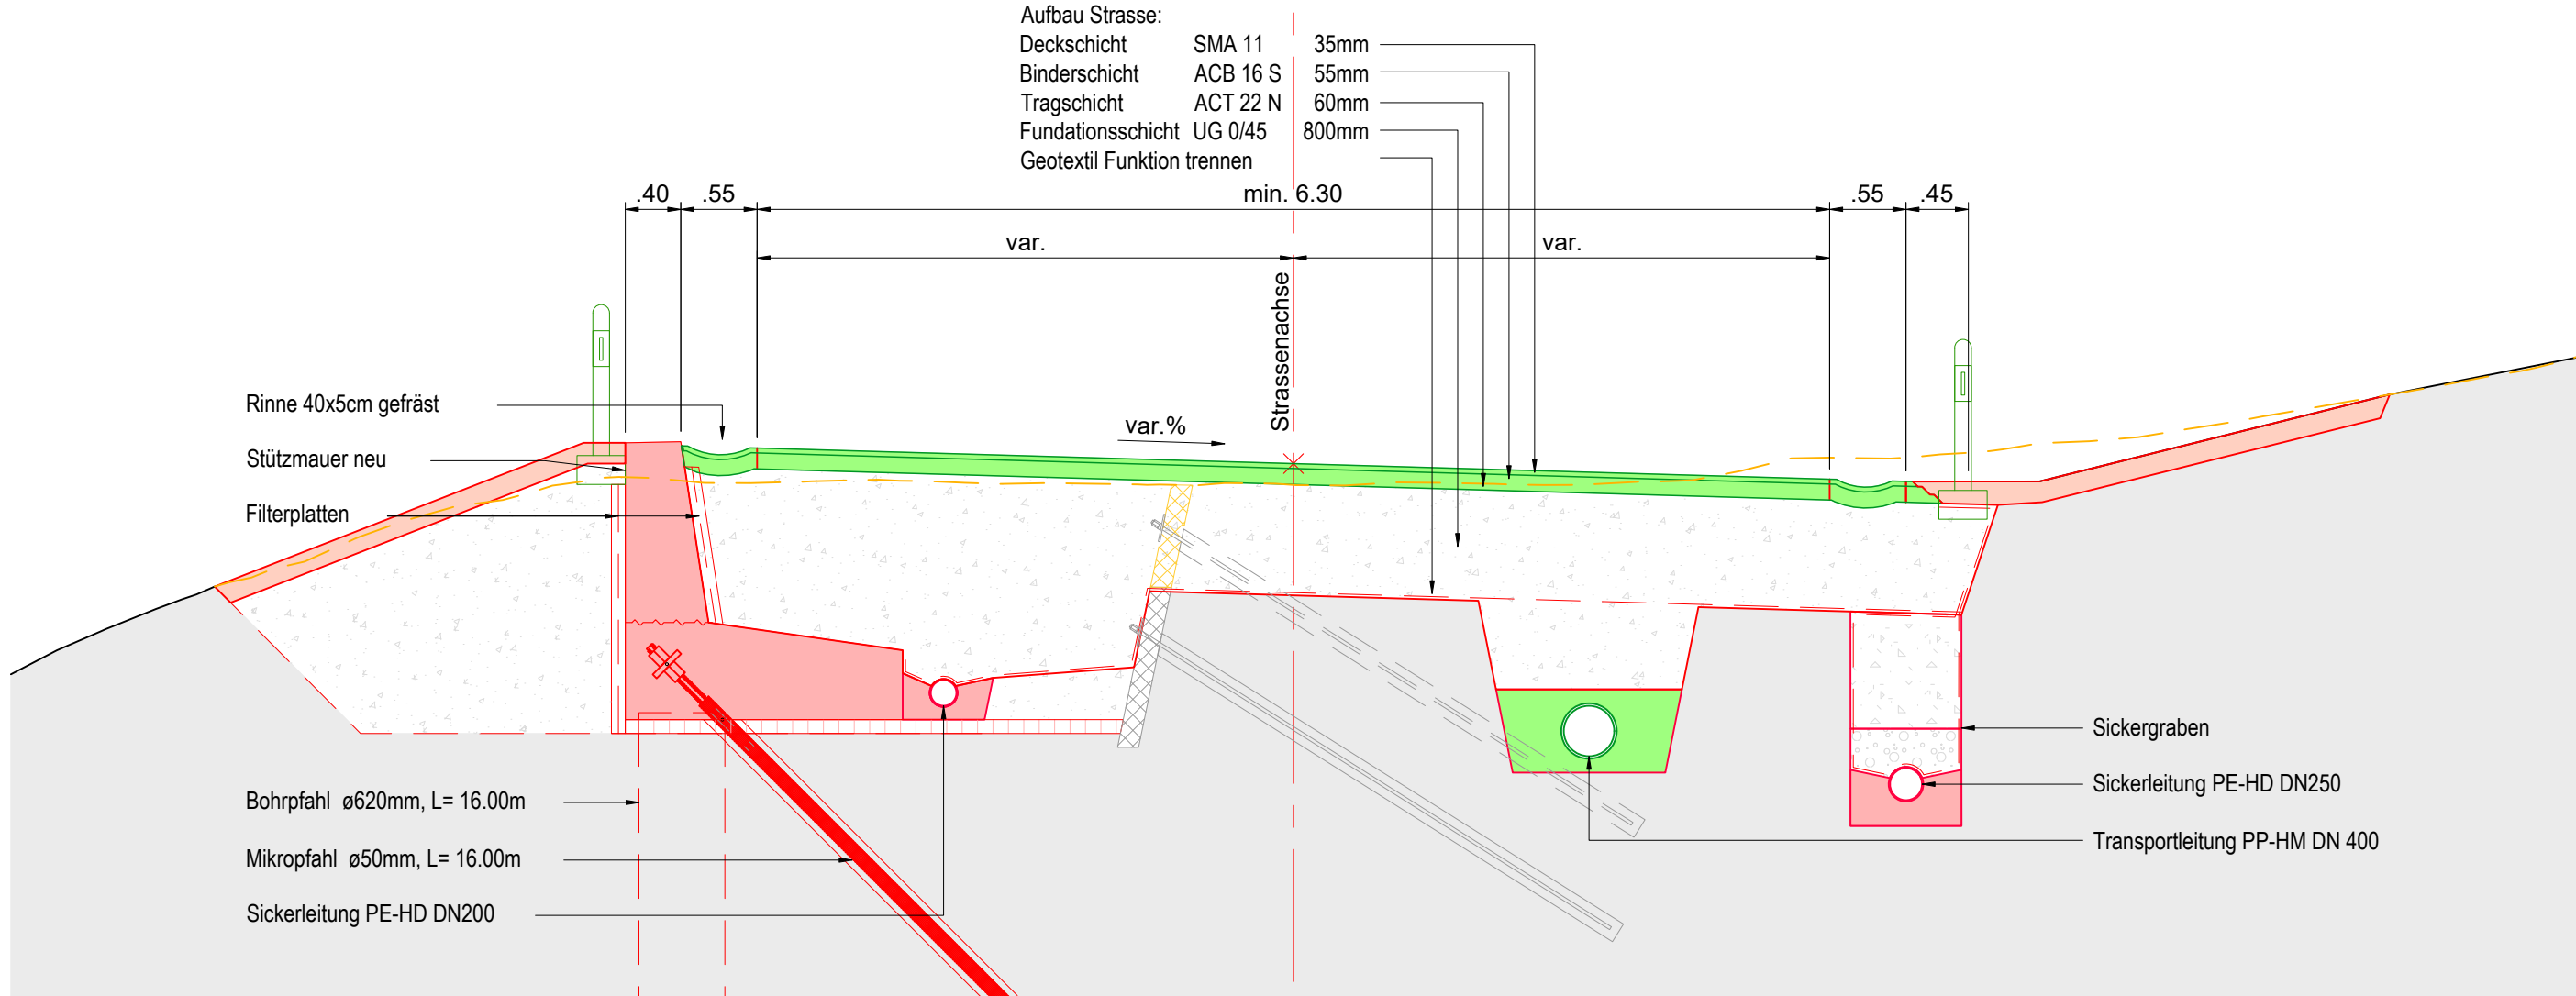 Aufbau Strasse:
Deckschicht SMA 11 35mm
Binderschicht ACB 16 S 55mm
Tragschicht ACT 22 N 60mm
Fundationsschicht UG 0/45 800mm
Geotextil Funktion trennen
.40 .55 min. 6.30 .55 .45
var. var.
Strassenachse
var.%
Rinne 40x5cm gefräst
Stützmauer neu
Filterplatten
Bohrpfahl ø620mm, L= 16.00m
Mikropfahl ø50mm, L= 16.00m
Sickerleitung PE-HD DN200
Sickergraben
Sickerleitung PE-HD DN250
Transportleitung PP-HM DN 400